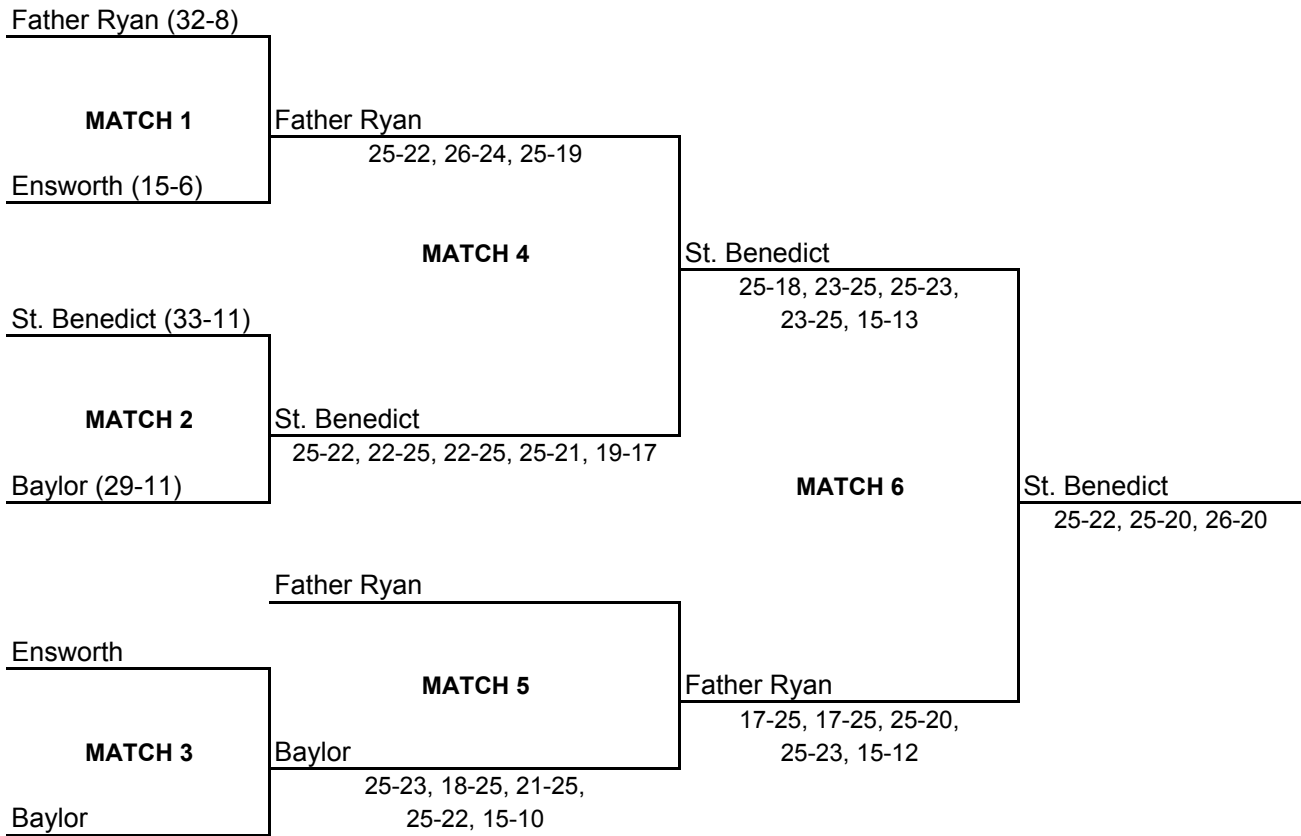 Father Ryan (32-8)
MATCH 1
Father Ryan
25-22, 26-24, 25-19
Ensworth (15-6)
MATCH 4
St. Benedict
25-18, 23-25, 25-23,
23-25, 15-13
St. Benedict (33-11)
MATCH 2
St. Benedict
25-22, 22-25, 22-25, 25-21, 19-17
Baylor (29-11)
MATCH 6
St. Benedict
25-22, 25-20, 26-20
Father Ryan
Ensworth
MATCH 5
Father Ryan
17-25, 17-25, 25-20,
25-23, 15-12
MATCH 3
Baylor
25-23, 18-25, 21-25,
25-22, 15-10
Baylor